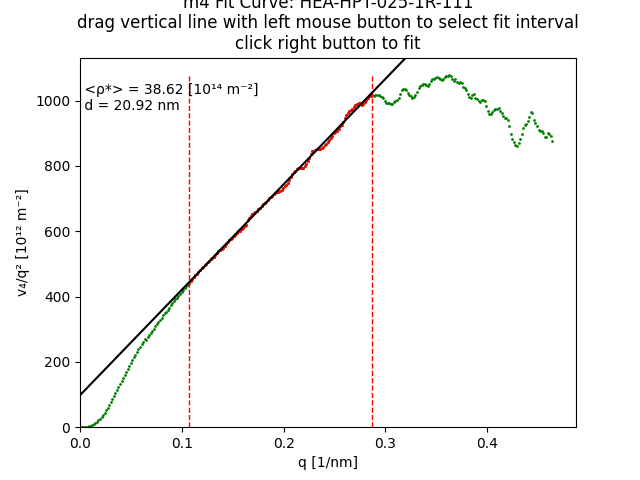 m4 Fit Curve: HEA-HPT-025-1R-111
drag vertical line with left mouse button to select fit interval
click right button to fit
<ρ*> = 38.62 [10¹⁴ m⁻²]
d = 20.92 nm
v₄/q² [10¹² m⁻²]
1000
800
600
400
200
0
0.0 0.1 0.2 0.3 0.4
q [1/nm]